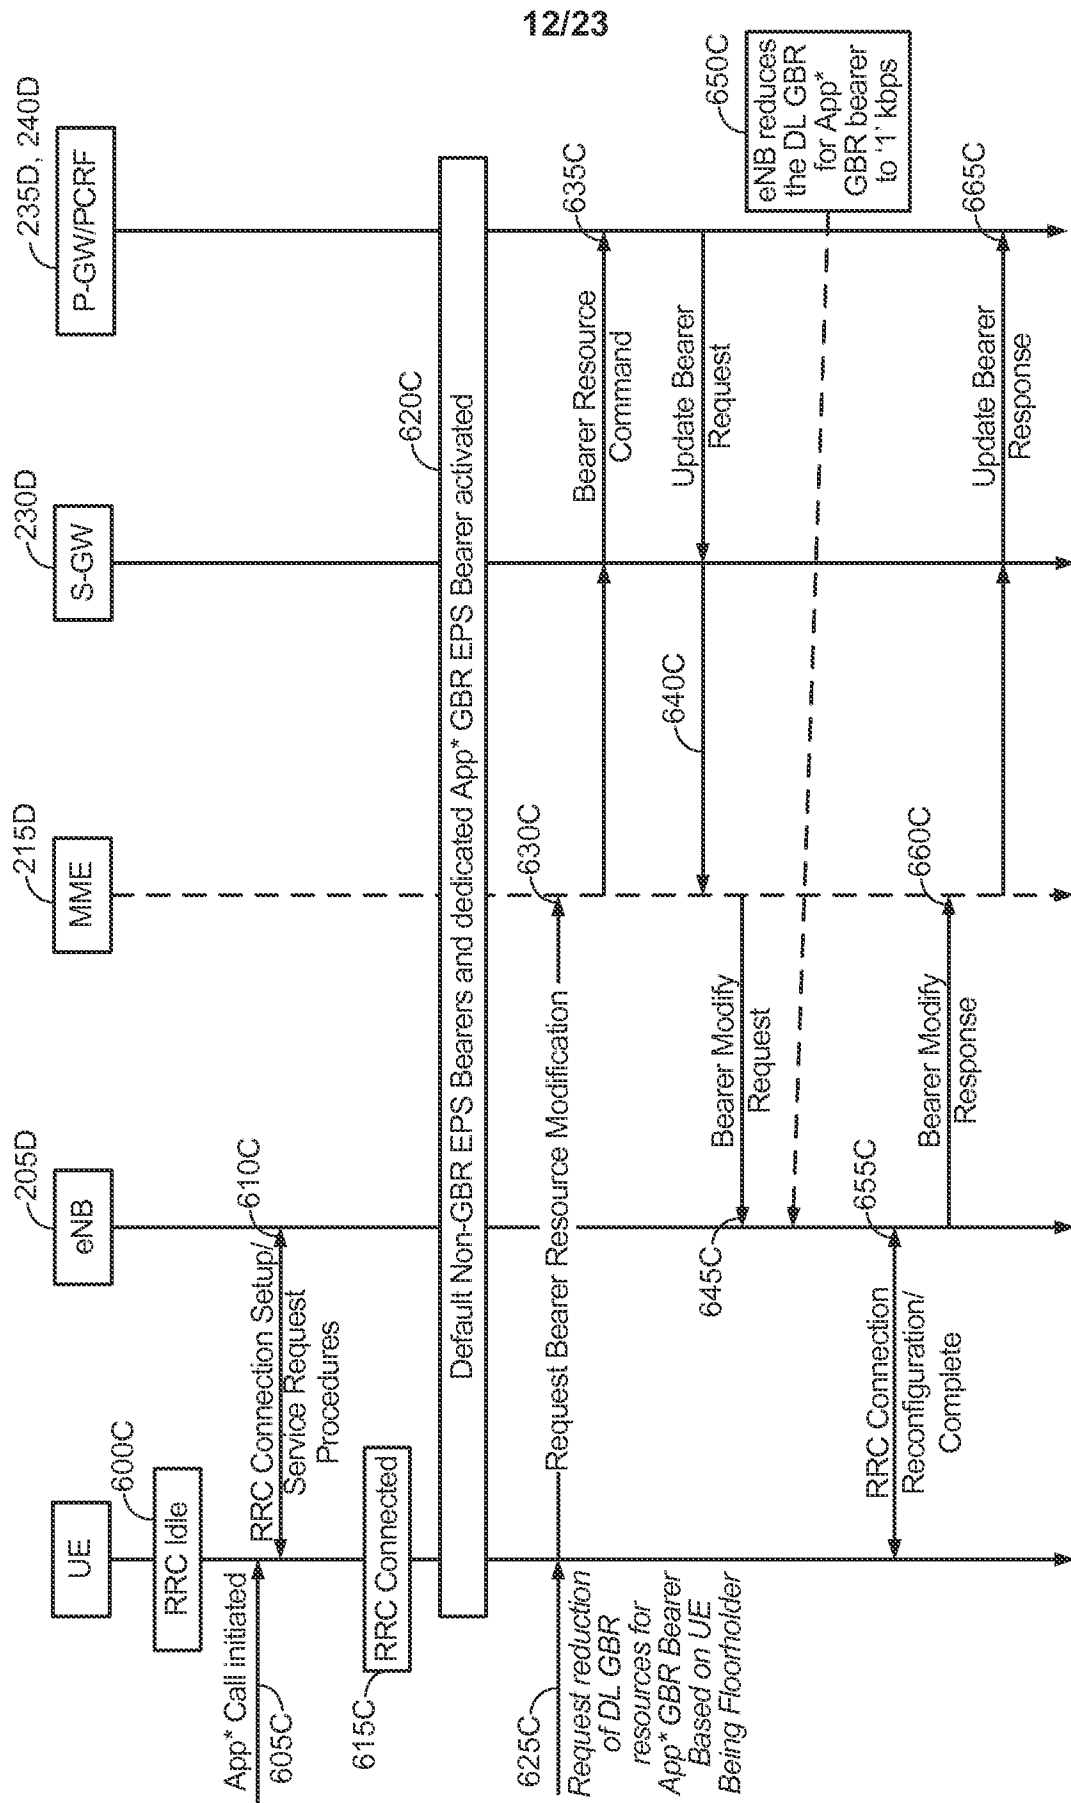 12/23
UE
205D
eNB
215D
MME
230D
S-GW
235D, 240D
P-GW/PCRF
600C
RRC Idle
App* Call initiated
605C
610C
RRC Connection Setup/
Service Request
Procedures
615C
RRC Connected
620C
Default Non-GBR EPS Bearers and dedicated App* GBR EPS Bearer activated
625C
Request reduction
of DL GBR
resources for
App* GBR Bearer
Based on UE
Being Floorholder
Request Bearer Resource Modification
630C
Bearer Resource
Command
635C
Update Bearer
Request
640C
Bearer Modify
Request
645C
650C
eNB reduces
the DL GBR
for App*
GBR bearer
to '1' kbps
655C
RRC Connection
Reconfiguration/
Complete
Bearer Modify
Response
660C
Update Bearer
Response
665C